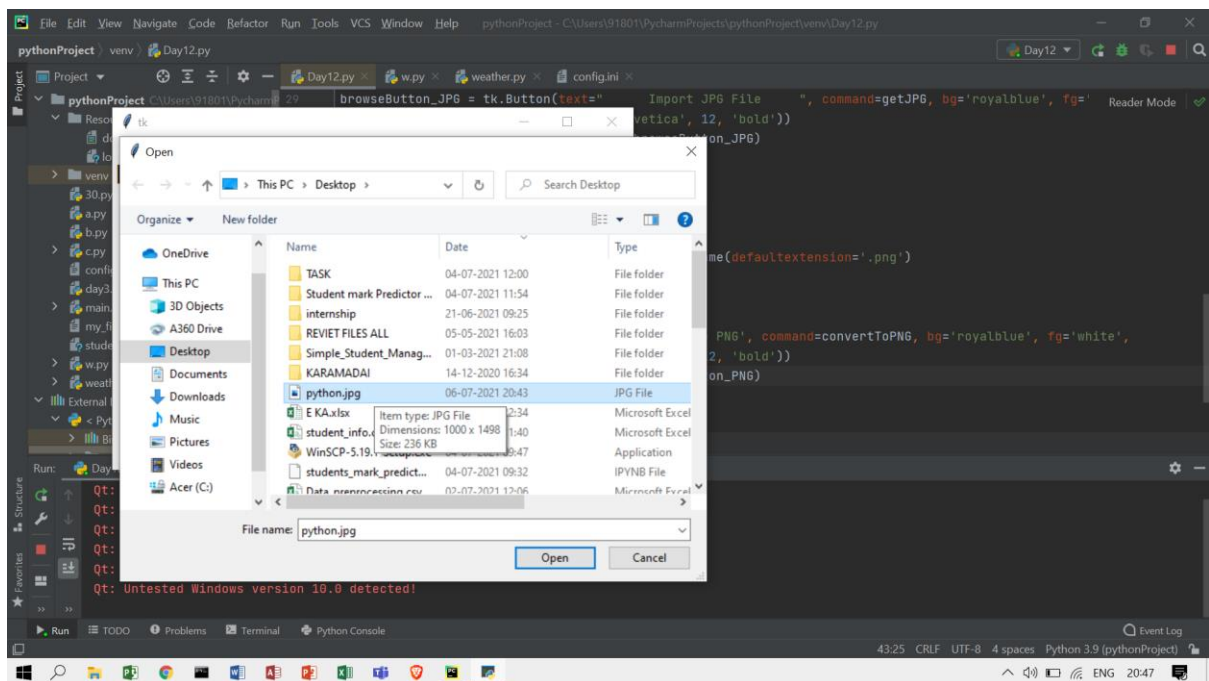 File Edit View Navigate Code Refactor Run Tools VCS Window Help pythonProject - C:\Users\91801\PycharmProjects\pythonProject\venv\Day12.py
pythonProject venv Day12.py Day12
Project Day12.py w.py weather.py config.ini
pythonProject C:\Users\91801\Pycharm 29 browseButton_JPG = tk.Button(text=" Import JPG File ", command=getJPG, bg='royalblue', fg=' Reader Mode
tk
vetica', 12, 'bold'))
Open
This PC > Desktop > Search Desktop
Organize New folder
Name Date Type
me(defaultextension='.png')
PNG', command=convertToPNG, bg='royalblue', fg='white',
2, 'bold'))
on_PNG)
venv
30.py
a.py
b.py
c.py
day3.
main.
w.py
OneDrive
This PC
3D Objects
A360 Drive
Desktop
Documents
Downloads
Music
Pictures
Videos
Acer (C:)
TASK 04-07-2021 12:00 File folder
Student mark Predictor ... 04-07-2021 11:54 File folder
internship 21-06-2021 09:25 File folder
REVIET FILES ALL 05-05-2021 16:03 File folder
Simple_Student_Manag... 01-03-2021 21:08 File folder
KARAMADAI 14-12-2020 16:34 File folder
python.jpg 06-07-2021 20:43 JPG File
E KA.xlsx 2:34 Microsoft Excel
student_info. 1:40 Microsoft Excel
Item type: JPG File
Dimensions: 1000 x 1498
Size: 236 KB
WinSCP-5.19. 9:47 Application
students_mark_predict... 04-07-2021 09:32 IPYNB File
Data preprocessing.csv 02-07-2021 12:06 Microsoft Excel
File name: python.jpg
Open Cancel
Run: Day
Qt:
Qt:
Qt:
Qt:
Qt:
Qt: Untested Windows version 10.0 detected!
Structure
Favorites
Run TODO Problems Terminal Python Console Event Log
43:25 CRLF UTF-8 4 spaces Python 3.9 (pythonProject)
ENG 20:47